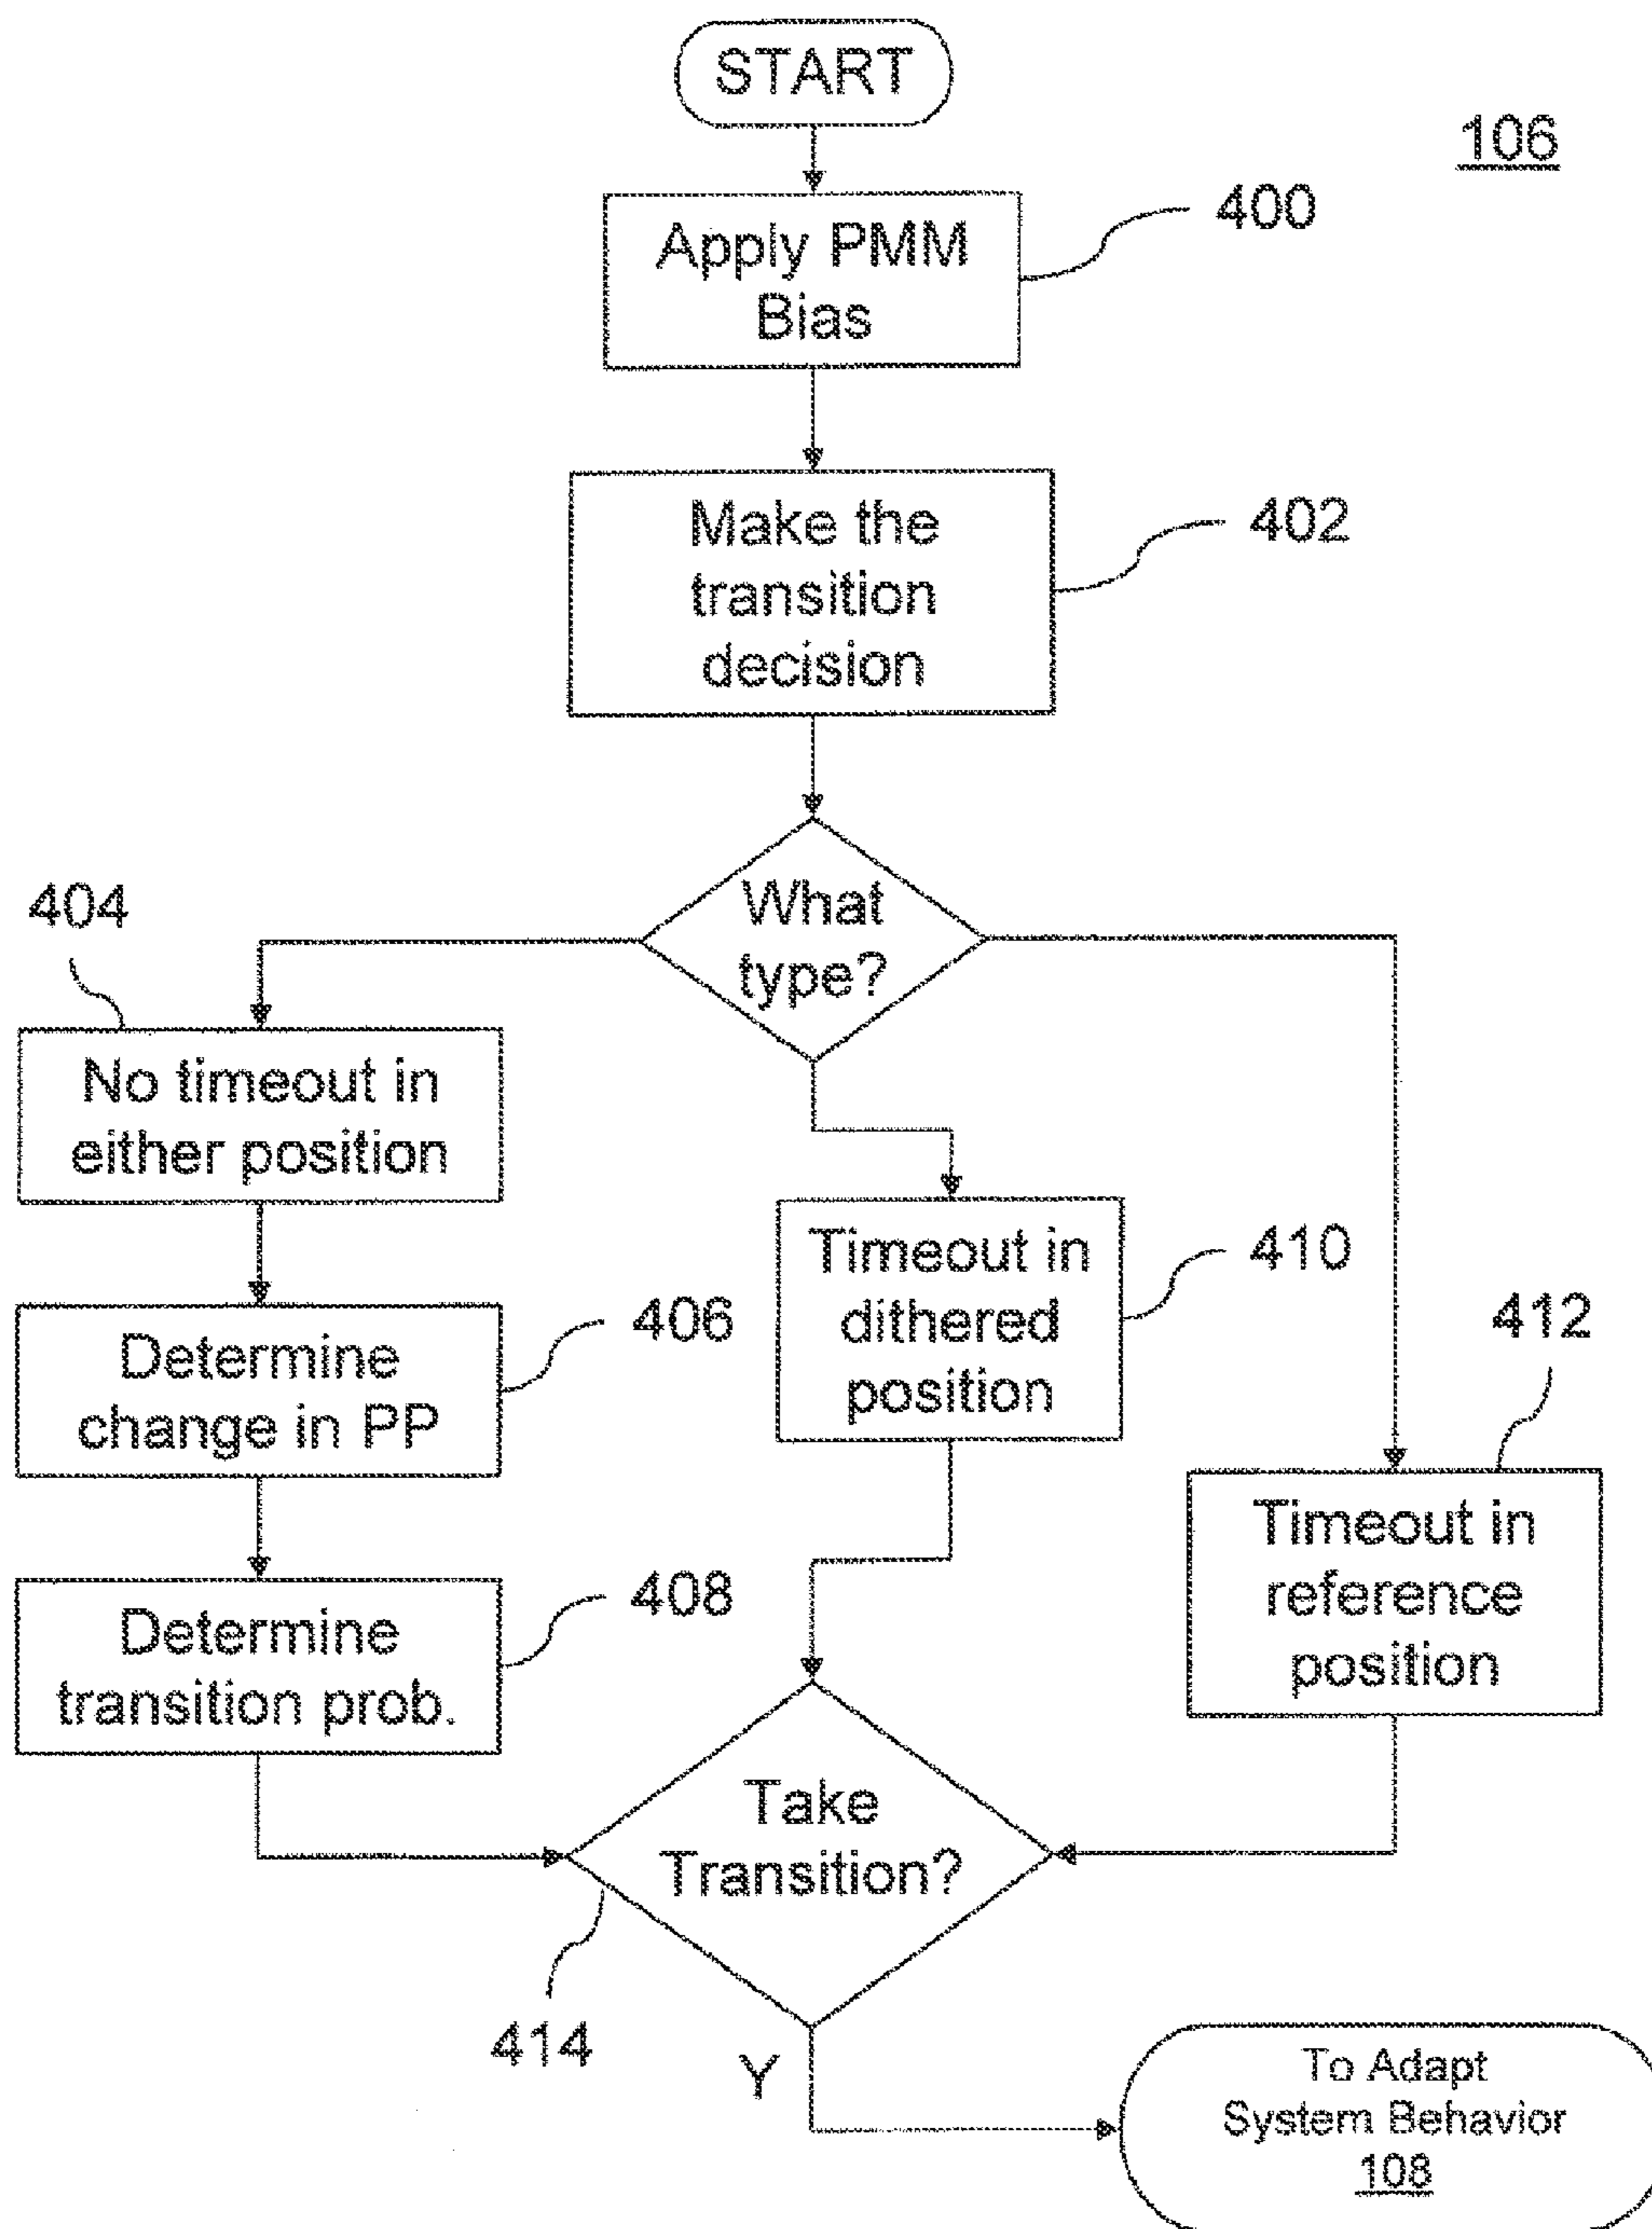 START
106
Apply PMM
Bias
400
Make the
transition
decision
402
What
type?
404
No timeout in
either position
Timeout in
dithered
position
410
Determine
change in PP
406
412
Timeout in
reference
position
Determine
transition prob.
408
Take
Transition?
414
Y
To Adapt
System Behavior
108